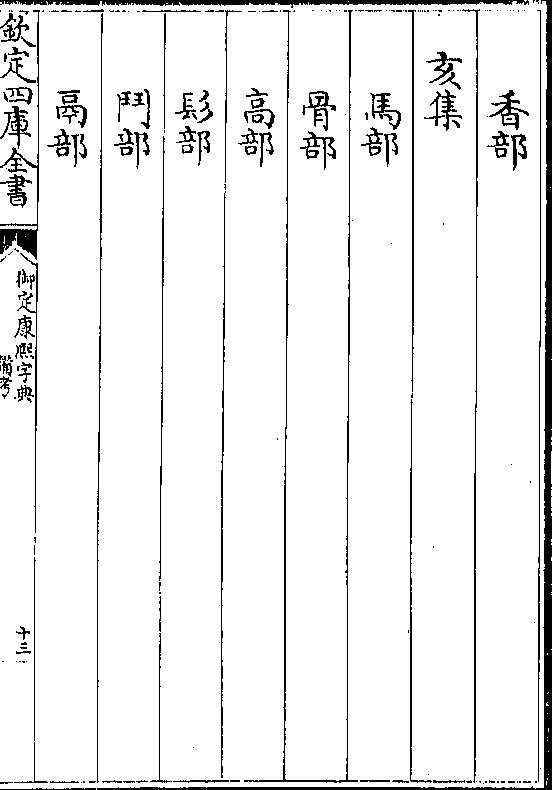 香部
亥集
馬部
骨部
高部
髟部
鬥部
鬲部
欽定四庫全書
御定康熙字典
備考
十三